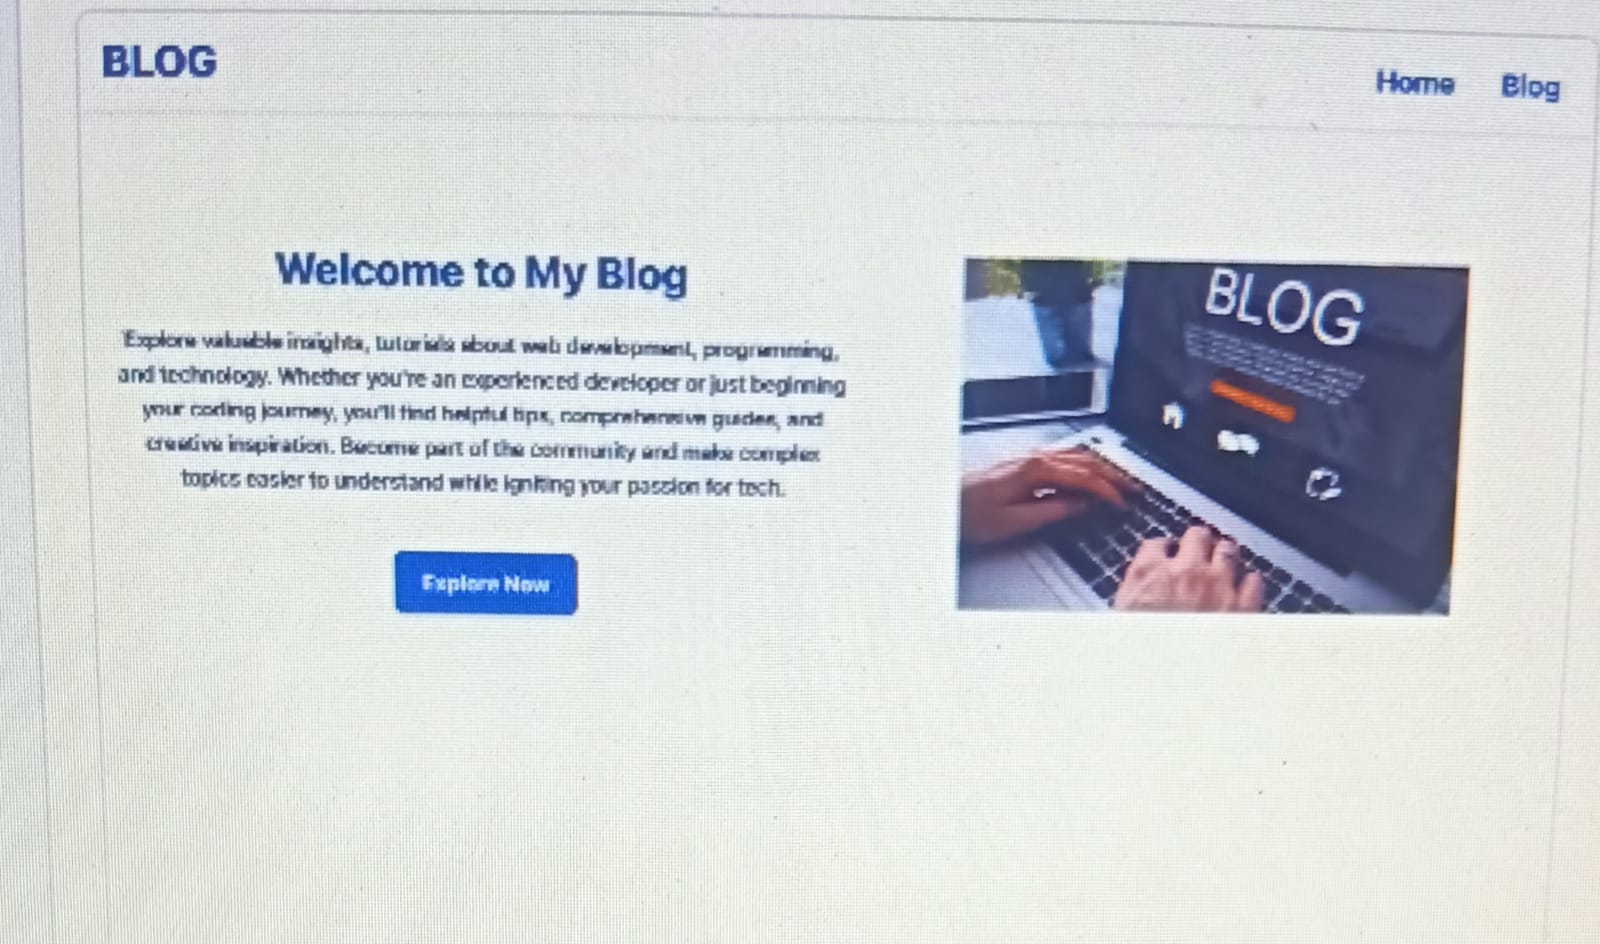 BLOG
Home Blog
Welcome to My Blog
Explore valuable insights, tutorials about web development, programming,
and technology. Whether you're an experienced developer or just beginning
your coding journey, you'll find helpful tips, comprehensive guides, and
creative inspiration. Become part of the community and make complex
topics easier to understand while igniting your passion for tech.
Explore Now
BLOG